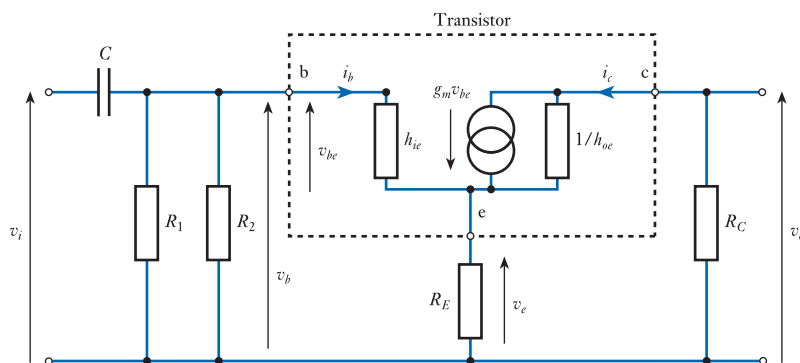 Transistor
C
b
i_b
i_c
c
g_m v_be
h_ie
1/h_oe
v_be
e
R_1
R_2
R_C
v_i
v_b
R_E
v_e